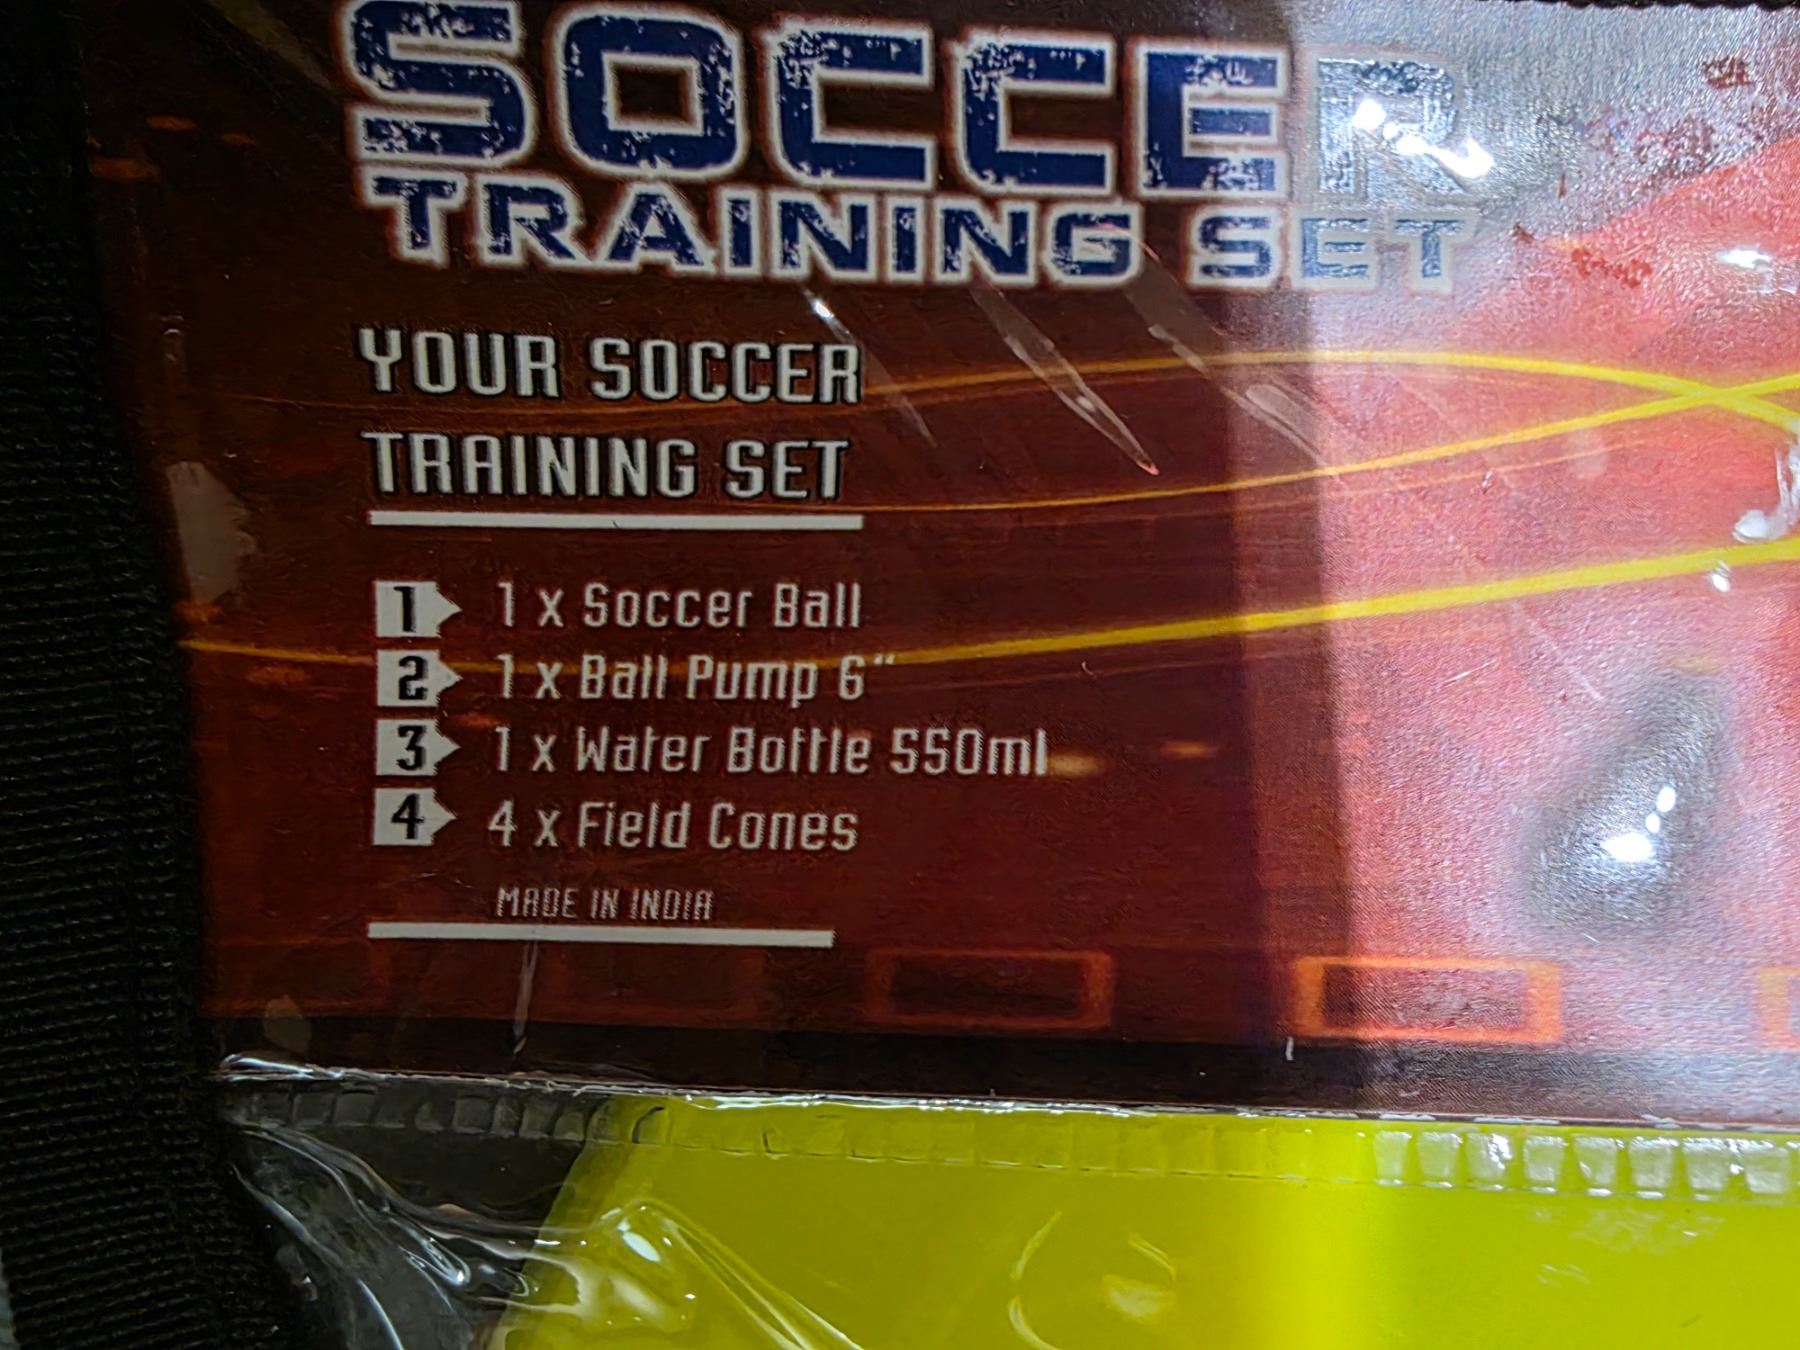 SOCCER
TRAINING SET
YOUR SOCCER
TRAINING SET
1 1 x Soccer Ball
2 1 x Ball Pump 6"
3 1 x Water Bottle 550ml
4 4 x Field Cones
MADE IN INDIA